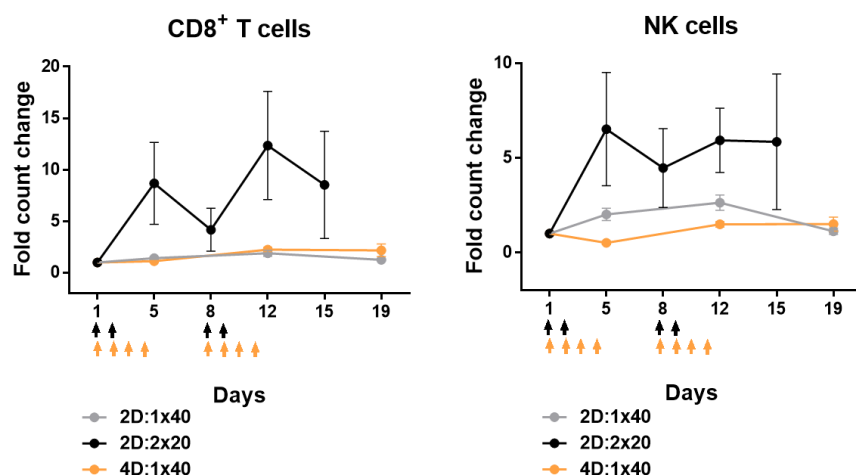 CD8⁺ T cells
Fold count change
20
15
10
5
0
1 5 8 12 15 19
Days
2D:1x40
2D:2x20
4D:1x40
NK cells
Fold count change
10
5
0
1 5 8 12 15 19
Days
2D:1x40
2D:2x20
4D:1x40